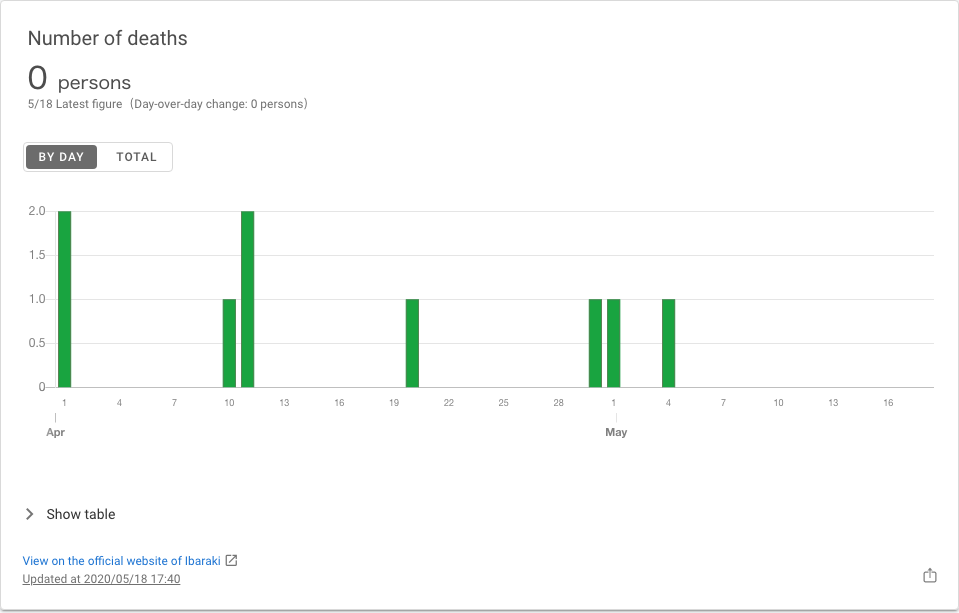 Number of deaths
0 persons
5/18 Latest figure（Day-over-day change: 0 persons）
BY DAY TOTAL
2.0
1.5
1.0
0.5
0
1 4 7 10 13 16 19 22 25 28 1 4 7 10 13 16
Apr May
Show table
View on the official website of Ibaraki
Updated at 2020/05/18 17:40